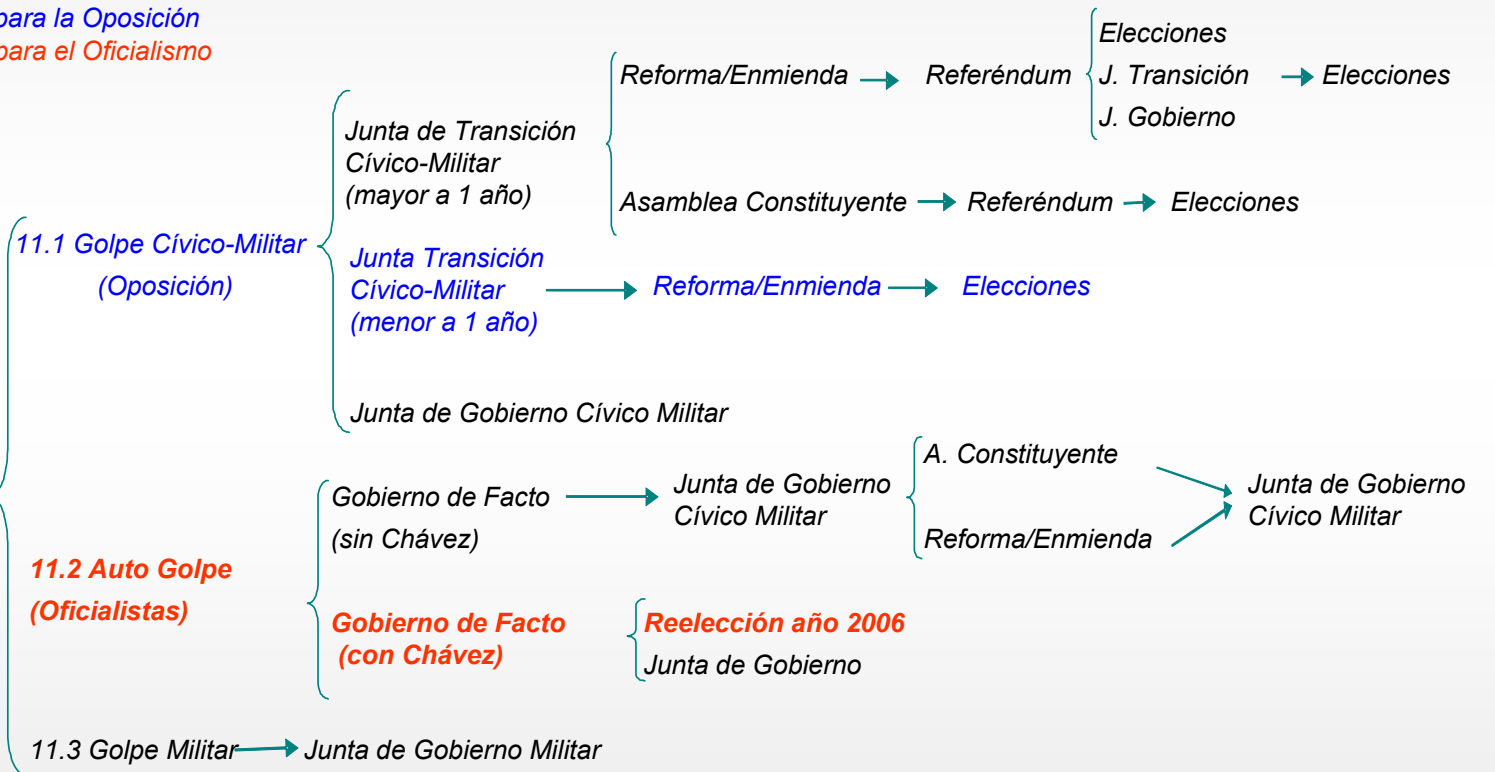 para la Oposición
para el Oficialismo
11.1 Golpe Cívico-Militar
(Oposición)
Junta de Transición
Cívico-Militar
(mayor a 1 año)
Reforma/Enmienda
Referéndum
Elecciones
J. Transición
J. Gobierno
Elecciones
Asamblea Constituyente
Referéndum
Elecciones
Junta Transición
Cívico-Militar
(menor a 1 año)
Reforma/Enmienda
Elecciones
Junta de Gobierno Cívico Militar
11.2 Auto Golpe
(Oficialistas)
Gobierno de Facto
(sin Chávez)
Junta de Gobierno
Cívico Militar
A. Constituyente
Reforma/Enmienda
Junta de Gobierno
Cívico Militar
Gobierno de Facto
(con Chávez)
Reelección año 2006
Junta de Gobierno
11.3 Golpe Militar
Junta de Gobierno Militar